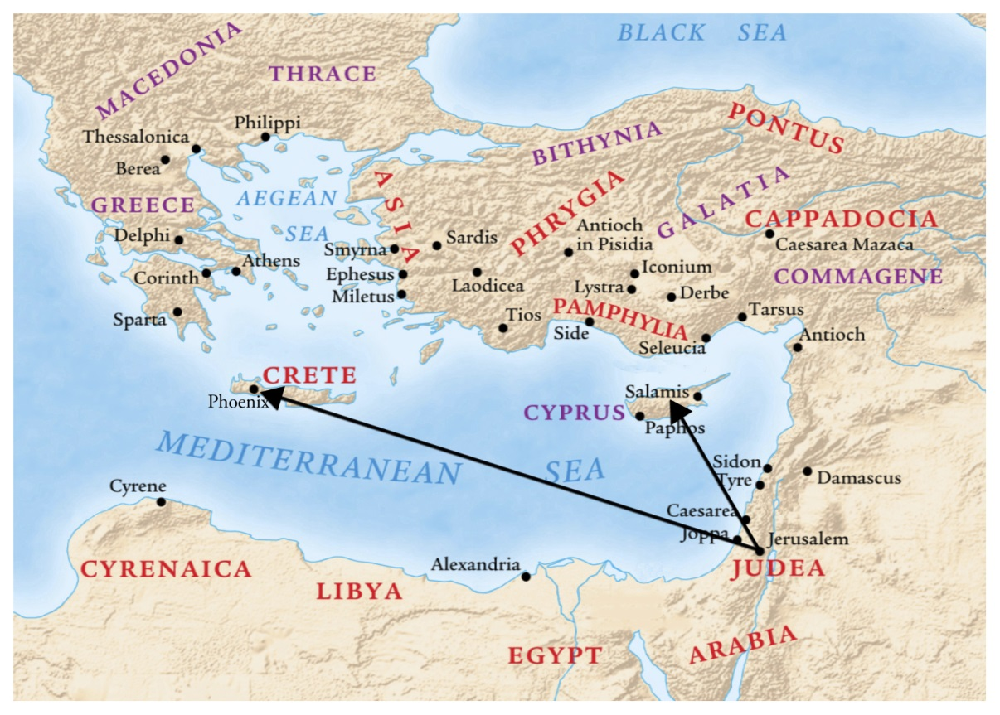 BLACK SEA
MACEDONIA
THRACE
PONTUS
Philippi
Thessalonica
BITHYNIA
Berea
ASIA
PHRYGIA
GALATIA
GREECE
AEGEAN
SEA
CAPPADOCIA
Antioch
in Pisidia
Delphi
Sardis
Smyrna
Caesarea Mazaca
Athens
Corinth
Ephesus
Iconium
COMMAGENE
Laodicea
Lystra
Derbe
Miletus
PAMPHYLIA
Tarsus
Sparta
Tios
Side
Antioch
Seleucia
CRETE
Phoenix
Salamis
CYPRUS
Paphos
MEDITERRANEAN SEA
Sidon
Tyre
Damascus
Cyrene
Caesarea
Joppa
Jerusalem
CYRENAICA
Alexandria
JUDEA
LIBYA
EGYPT
ARABIA